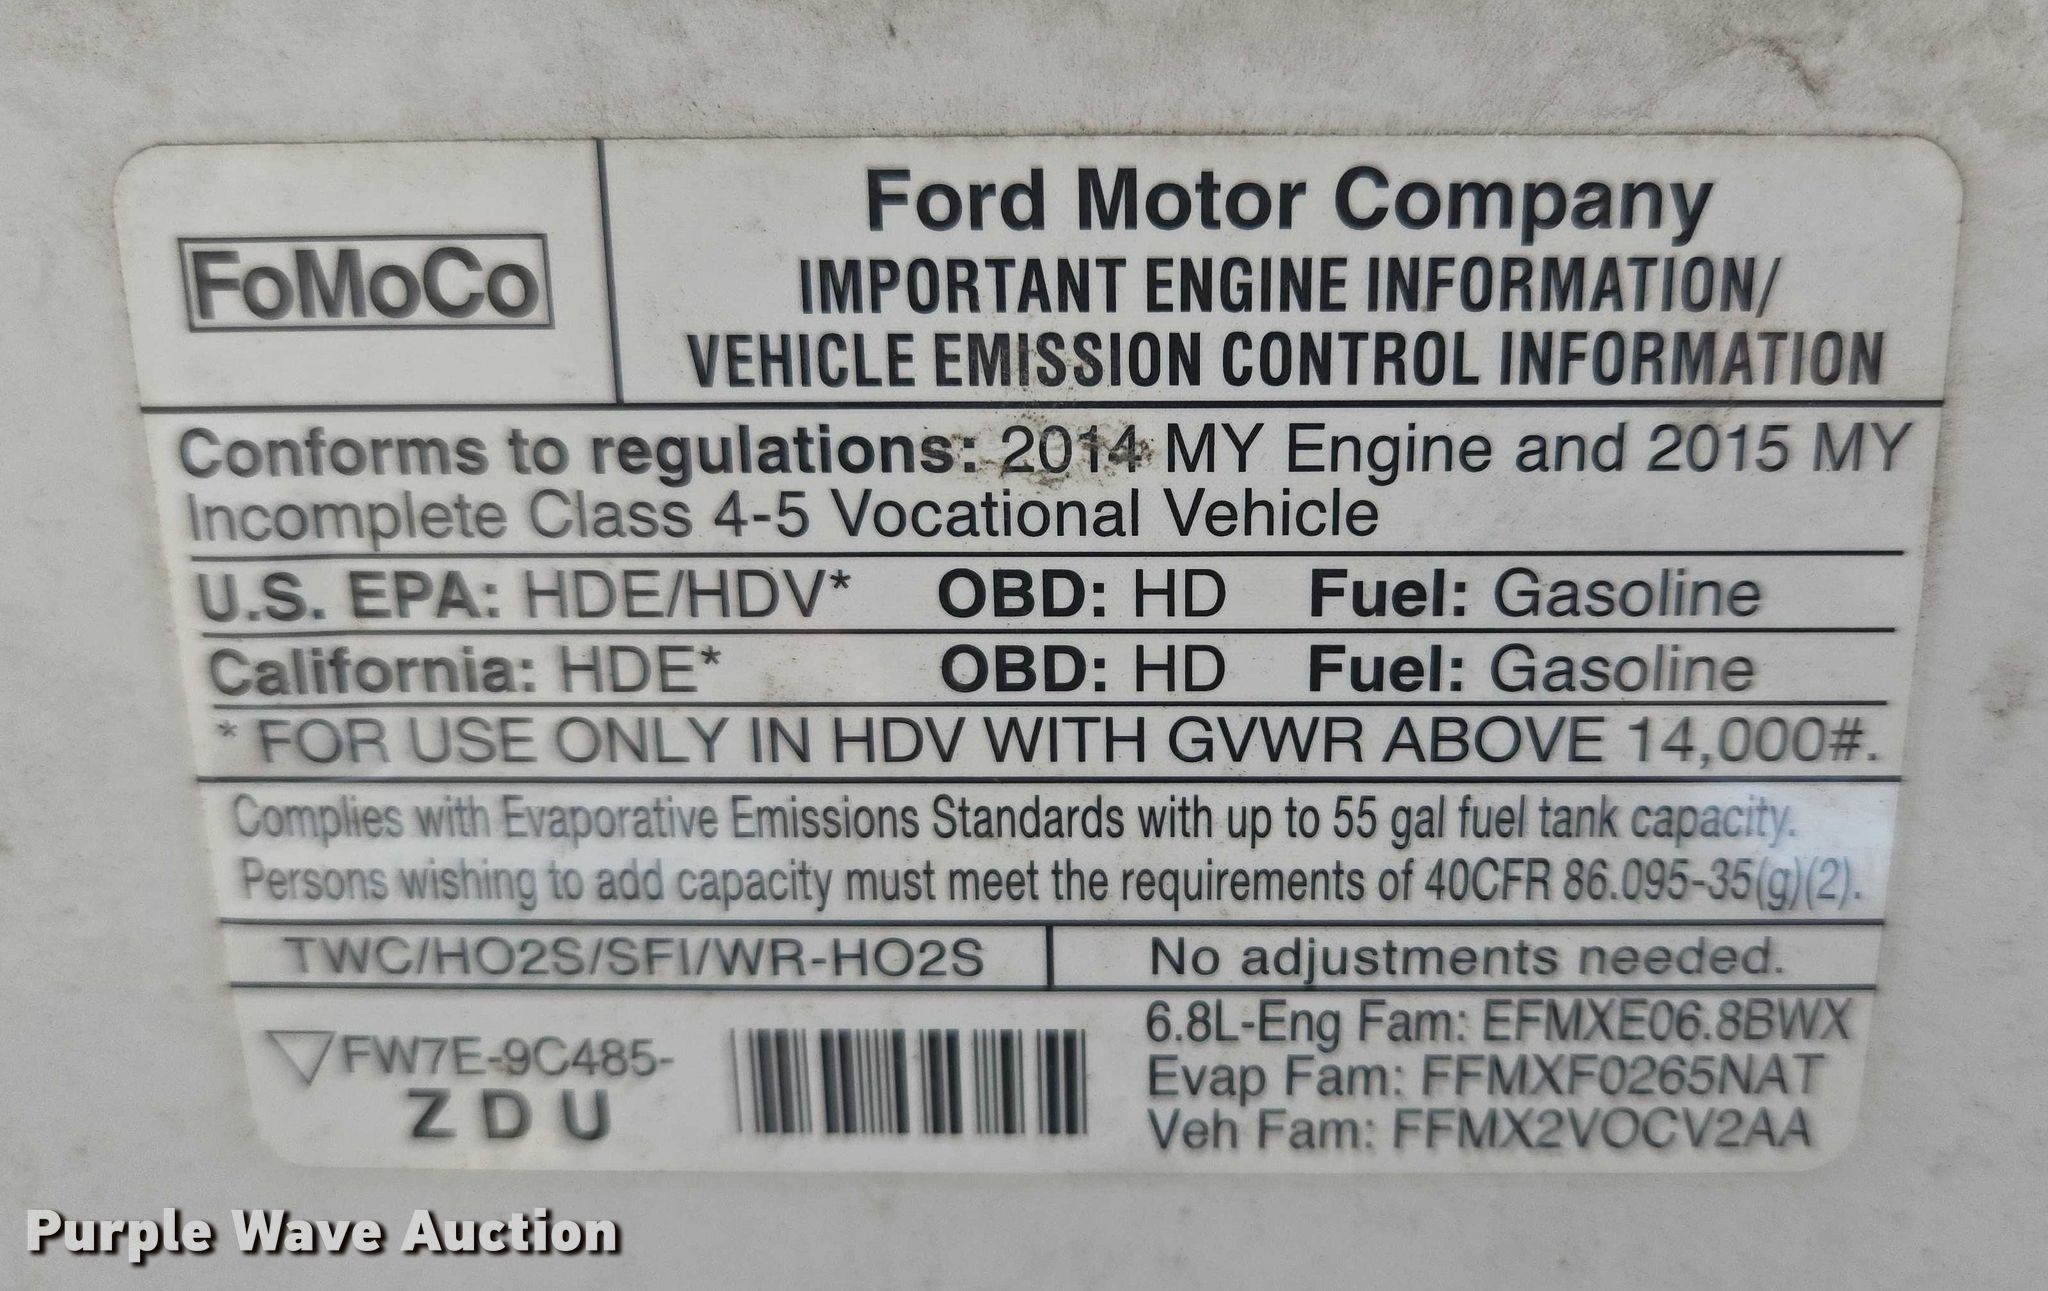 FoMoCo
Ford Motor Company
IMPORTANT ENGINE INFORMATION/
VEHICLE EMISSION CONTROL INFORMATION
Conforms to regulations: 2014 MY Engine and 2015 MY
Incomplete Class 4-5 Vocational Vehicle
U.S. EPA: HDE/HDV* OBD: HD Fuel: Gasoline
California: HDE* OBD: HD Fuel: Gasoline
* FOR USE ONLY IN HDV WITH GVWR ABOVE 14,000#.
Complies with Evaporative Emissions Standards with up to 55 gal fuel tank capacity.
Persons wishing to add capacity must meet the requirements of 40CFR 86.095-35(g)(2).
TWC/HO2S/SFI/WR-HO2S
No adjustments needed.
FW7E-9C485-
Z D U
6.8L-Eng Fam: EFMXE06.8BWX
Evap Fam: FFMXF0265NAT
Veh Fam: FFMX2VOCV2AA
Purple Wave Auction